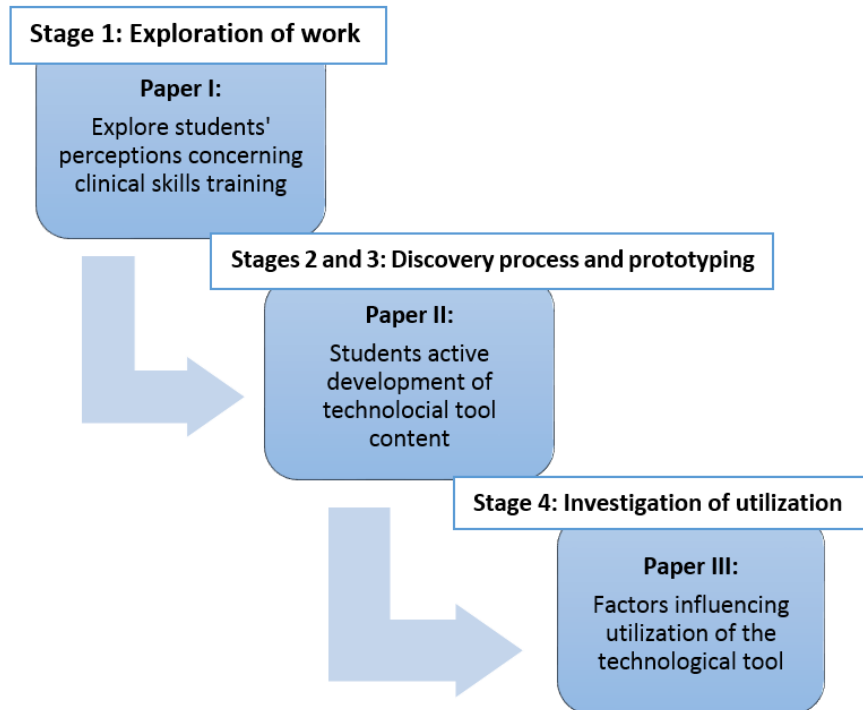 Stage 1: Exploration of work
Paper I:
Explore students'
perceptions concerning
clinical skills training
Stages 2 and 3: Discovery process and prototyping
Paper II:
Students active
development of
technolocial tool
content
Stage 4: Investigation of utilization
Paper III:
Factors influencing
utilization of the
technological tool